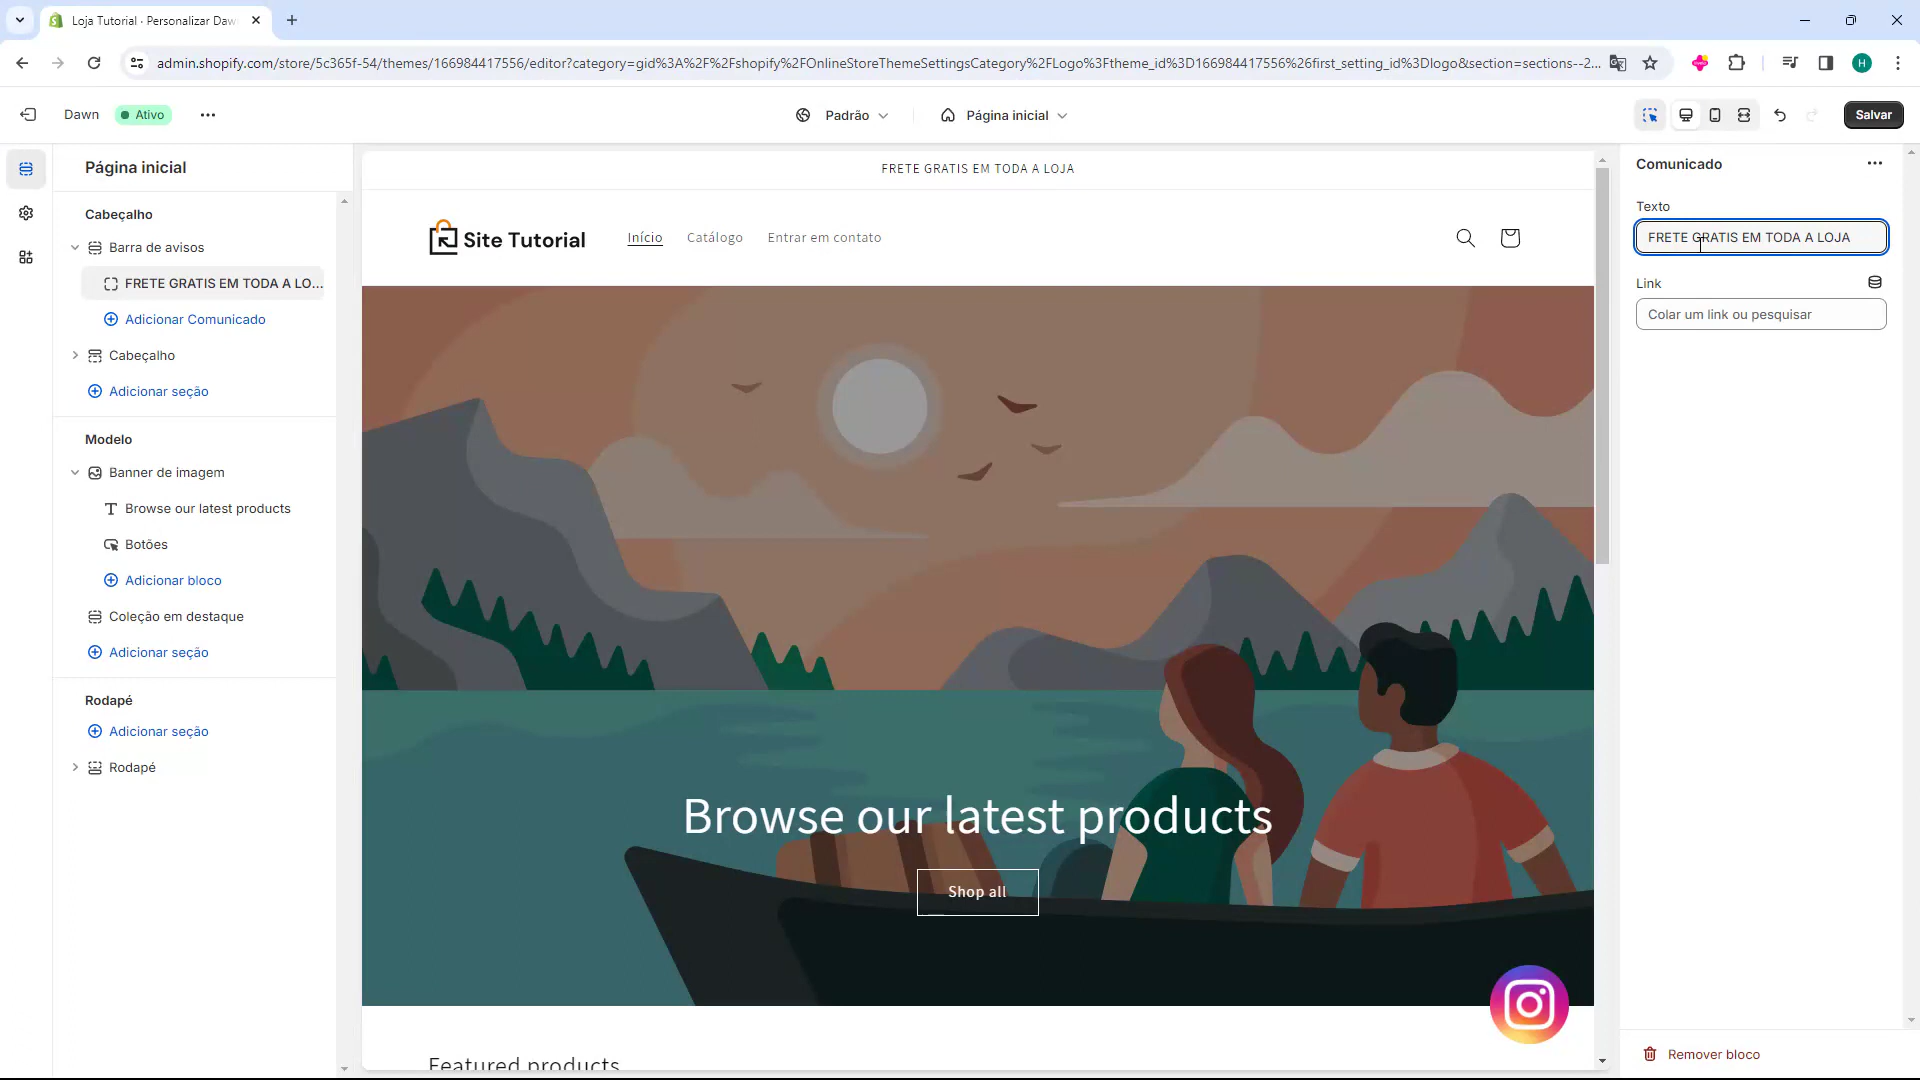 Loja Tutorial · Personalizar Daw
admin.shopify.com/store/5c365f-54/themes/166984417556/editor?category=gid%3A%2F%2Fshopify%2FOnlineStoreThemeSettingsCategory%2FLogo%3Ftheme_id%3D166984417556%26first_setting_id%3Dlogo&section=sections--2...
H
Dawn
Ativo
Padrão
Página inicial
Salvar
Página inicial
Cabeçalho
Barra de avisos
FRETE GRATIS EM TODA A LO...
Adicionar Comunicado
Cabeçalho
Adicionar seção
Modelo
Banner de imagem
Browse our latest products
Botões
Adicionar bloco
Coleção em destaque
Adicionar seção
Rodapé
Adicionar seção
Rodapé
FRETE GRATIS EM TODA A LOJA
Site Tutorial
Início
Catálogo
Entrar em contato
Browse our latest products
Shop all
Featured products
Comunicado
Texto
FRETE GRATIS EM TODA A LOJA
Link
Colar um link ou pesquisar
Remover bloco